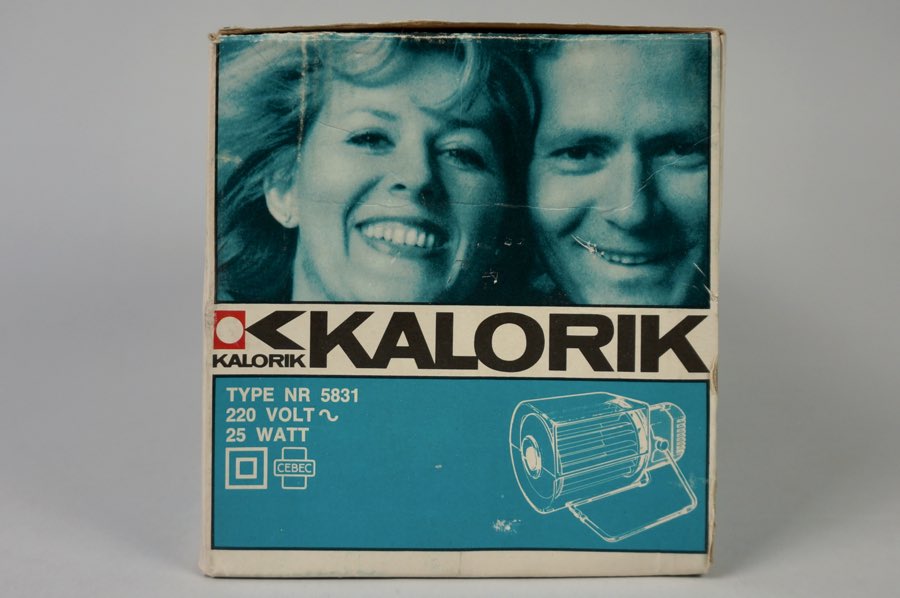 KALORIK
KALORIK
TYPE NR 5831
220 VOLT ~
25 WATT
CEBEC